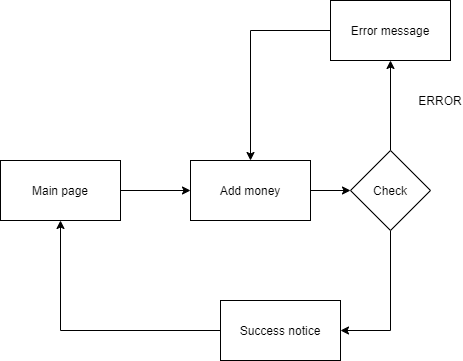 Error message
ERROR
Main page
Add money
Check
Success notice